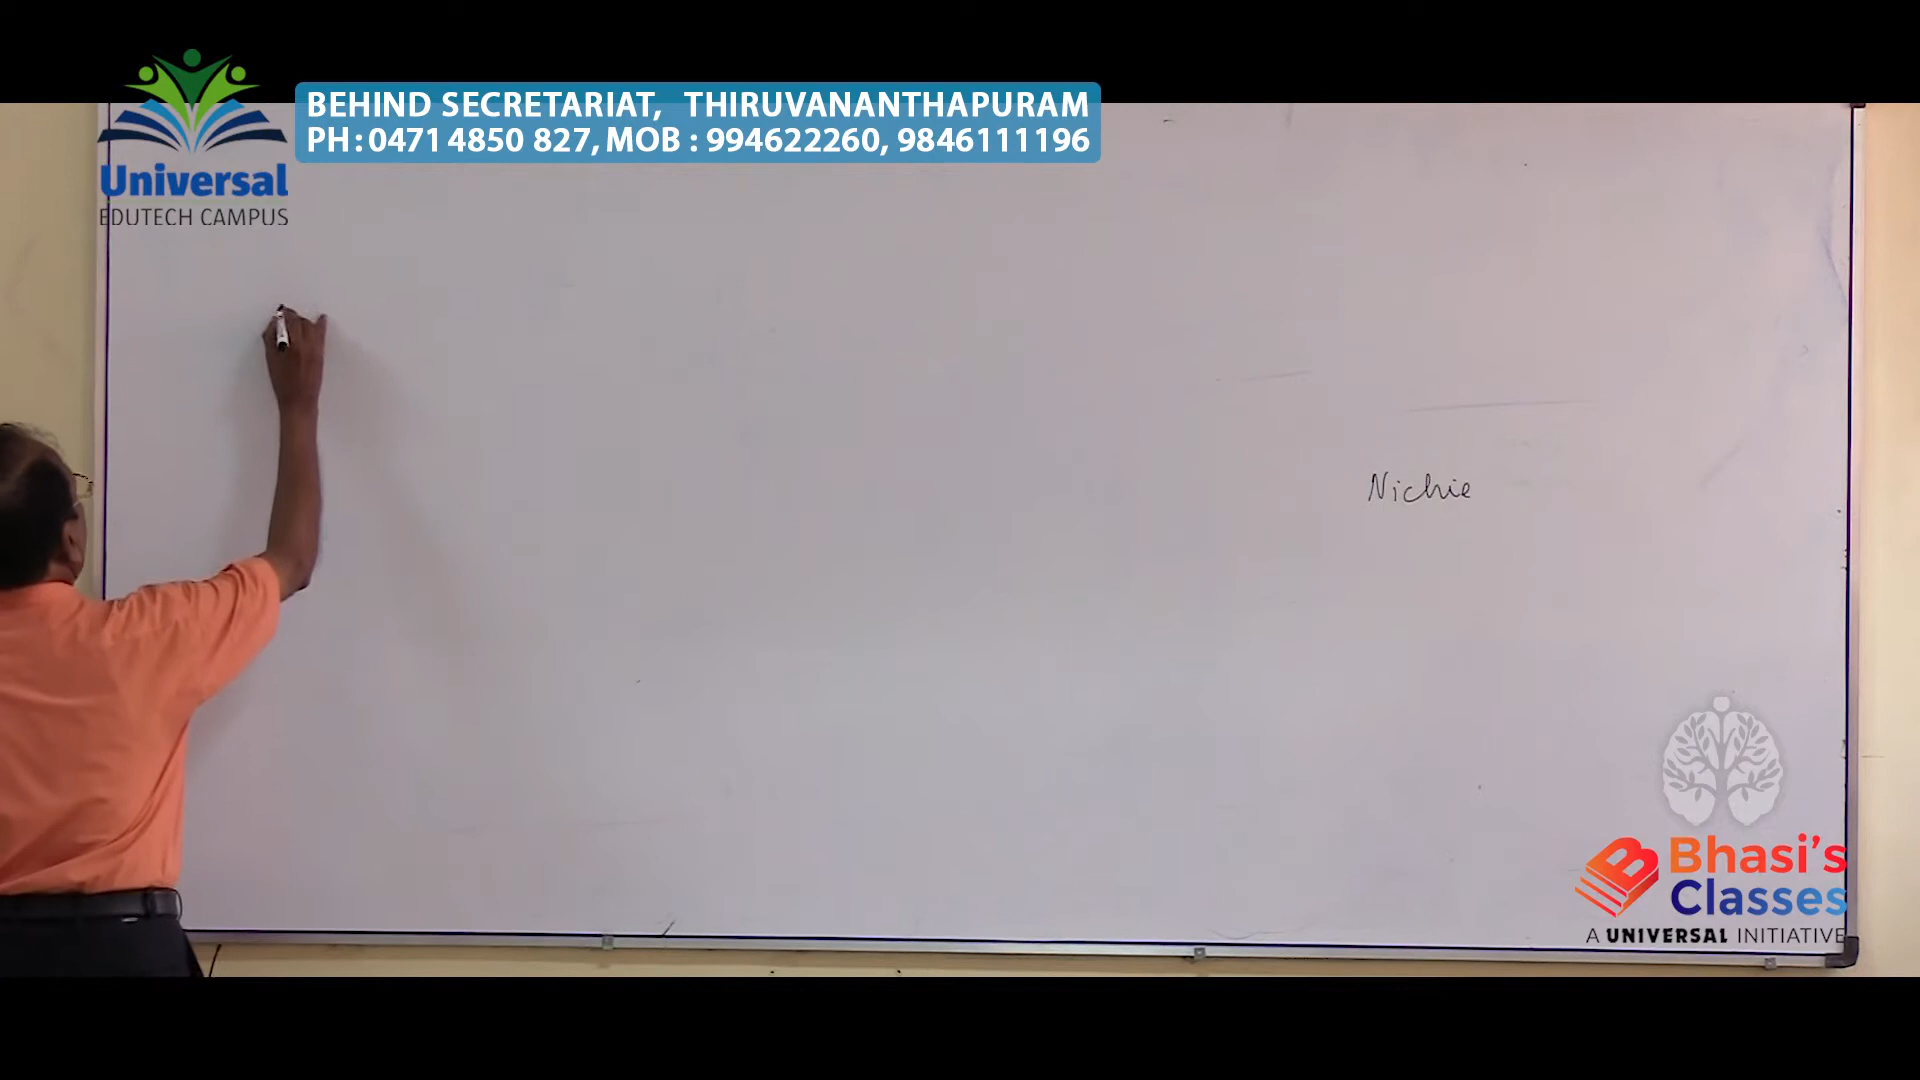 BEHIND SECRETARIAT, THIRUVANANTHAPURAM
PH : 0471 4850 827, MOB : 994622260, 9846111196
Universal
EDUTECH CAMPUS
Nichie
Bhasi's
Classes
A UNIVERSAL INITIATIVE